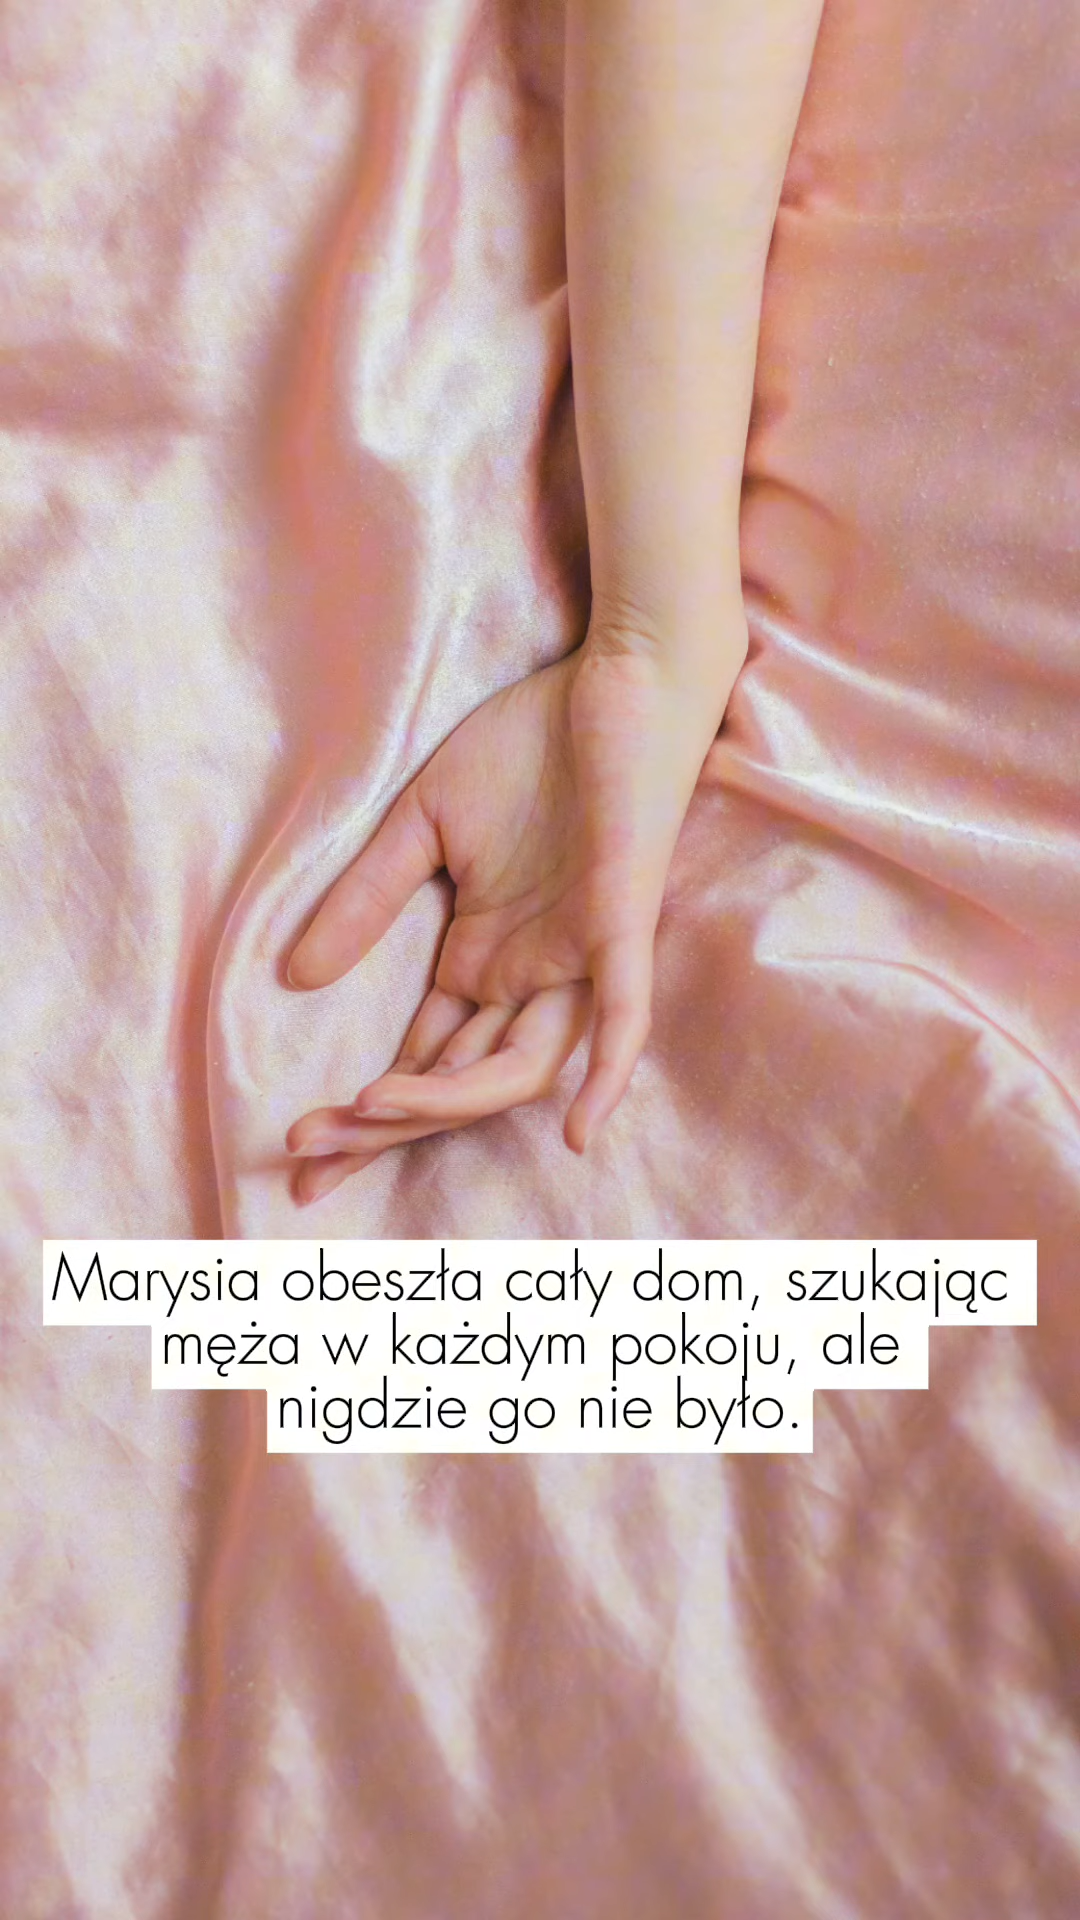 Marysia obeszła cały dom, szukając
męża w każdym pokoju, ale
nigdzie go nie było.